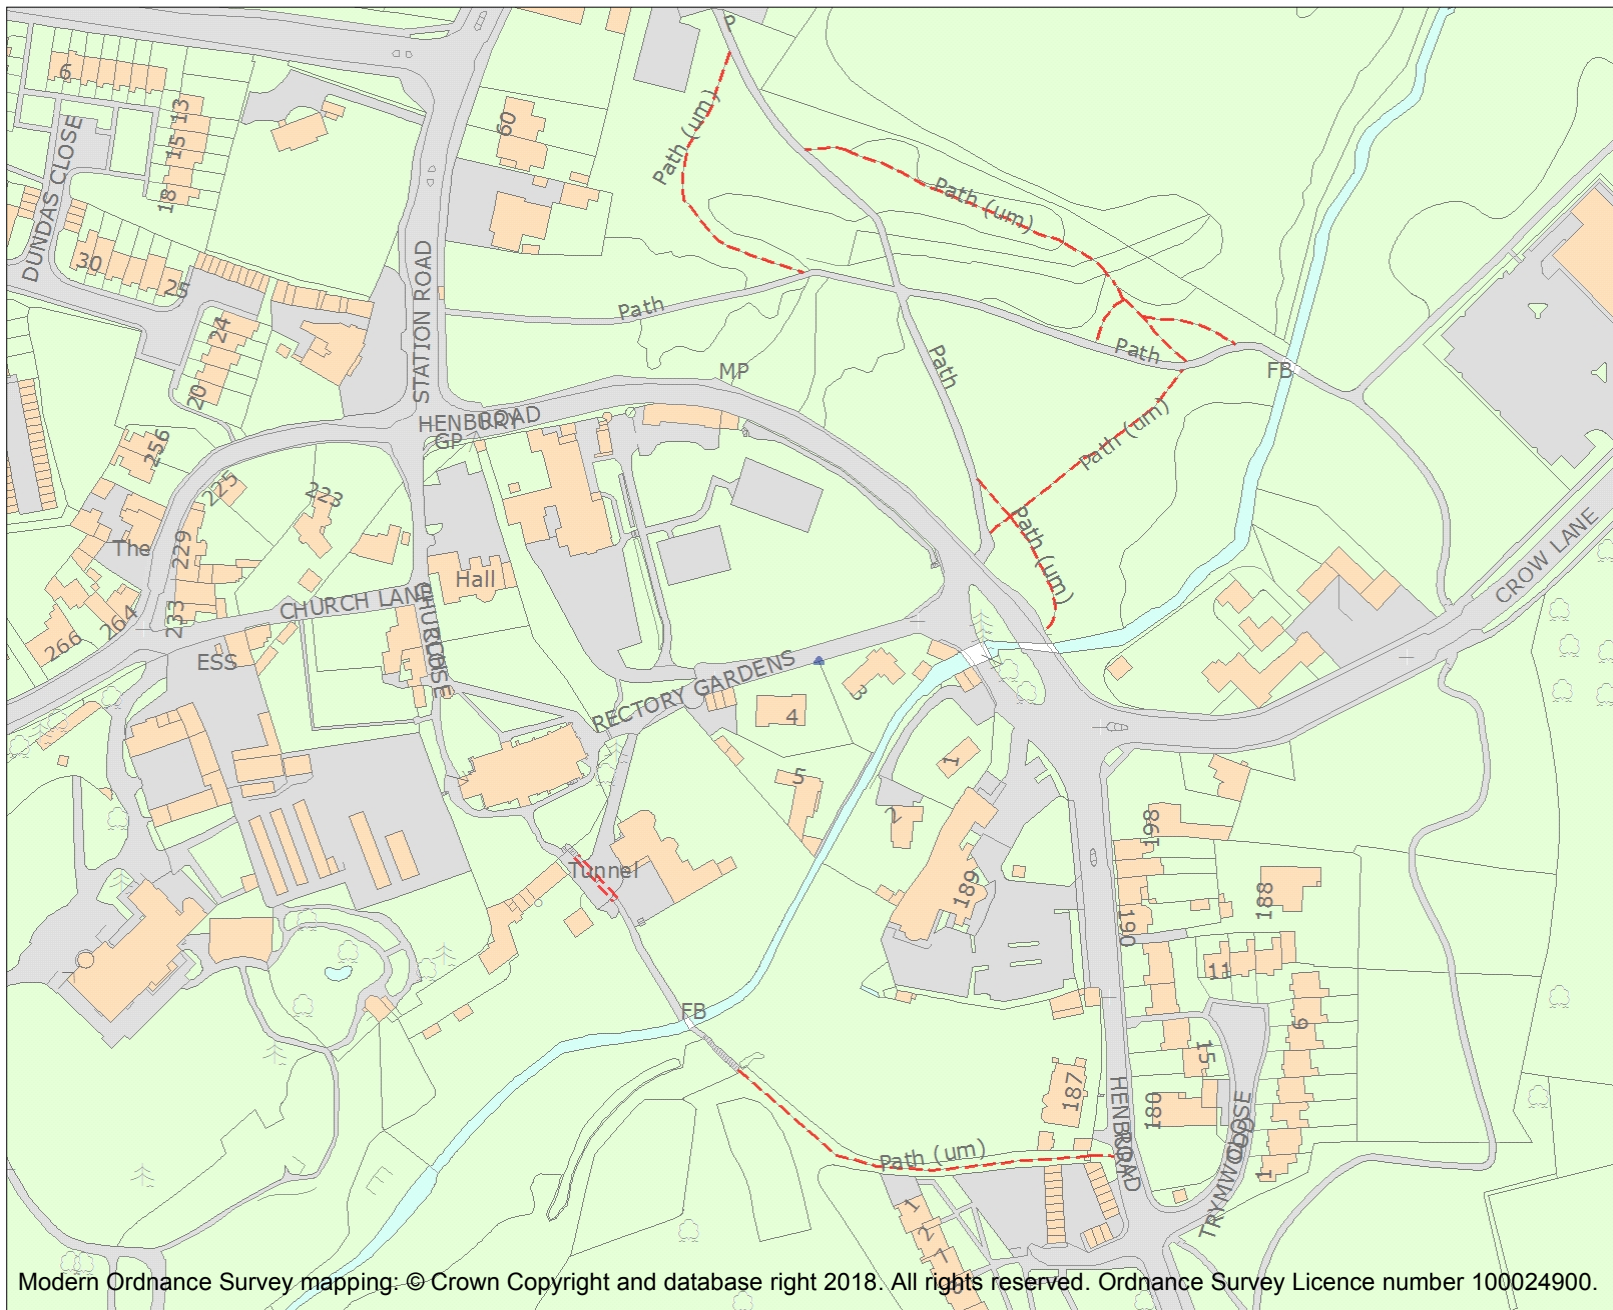 P
6
13
Path (um)
60
15
DUNDAS CLOSE
18
Path (um)
30
25
STATION ROAD
Path
24
Path
Path
20
MP
FB
HENBURY
ROAD
GP
Path (um)
256
225
223
The
229
Path (um)
CROW LANE
Hall
CHURCH LANE
CHURCH
CLOSE
233
264
266
ESS
RECTORY GARDENS
3
4
5
1
2
198
Tunnel
189
188
190
11
FB
9
15
187
180
HENBURY
ROAD
TRYMWOOD
CLOSE
Path (um)
1
1
2
7
Modern Ordnance Survey mapping: © Crown Copyright and database right 2018. All rights reserved. Ordnance Survey Licence number 100024900.